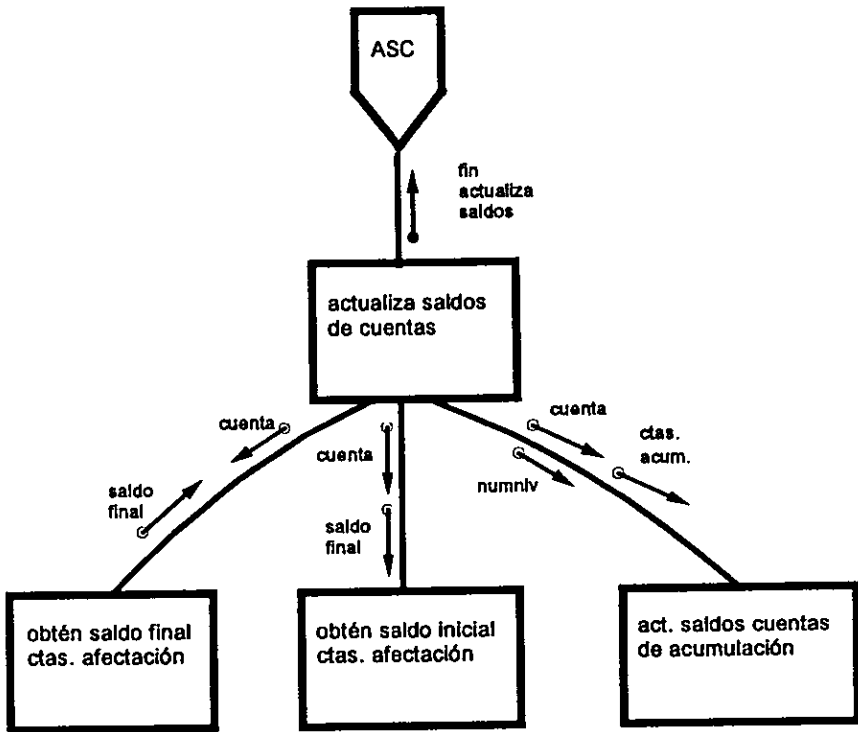 ASC
fin
actualiza
saldos
actualiza saldos
de cuentas
cuenta
saldo
final
cuenta
saldo
final
cuenta
numniv
ctas.
acum.
obtén saldo final
ctas. afectación
obtén saldo inicial
ctas. afectación
act. saldos cuentas
de acumulación